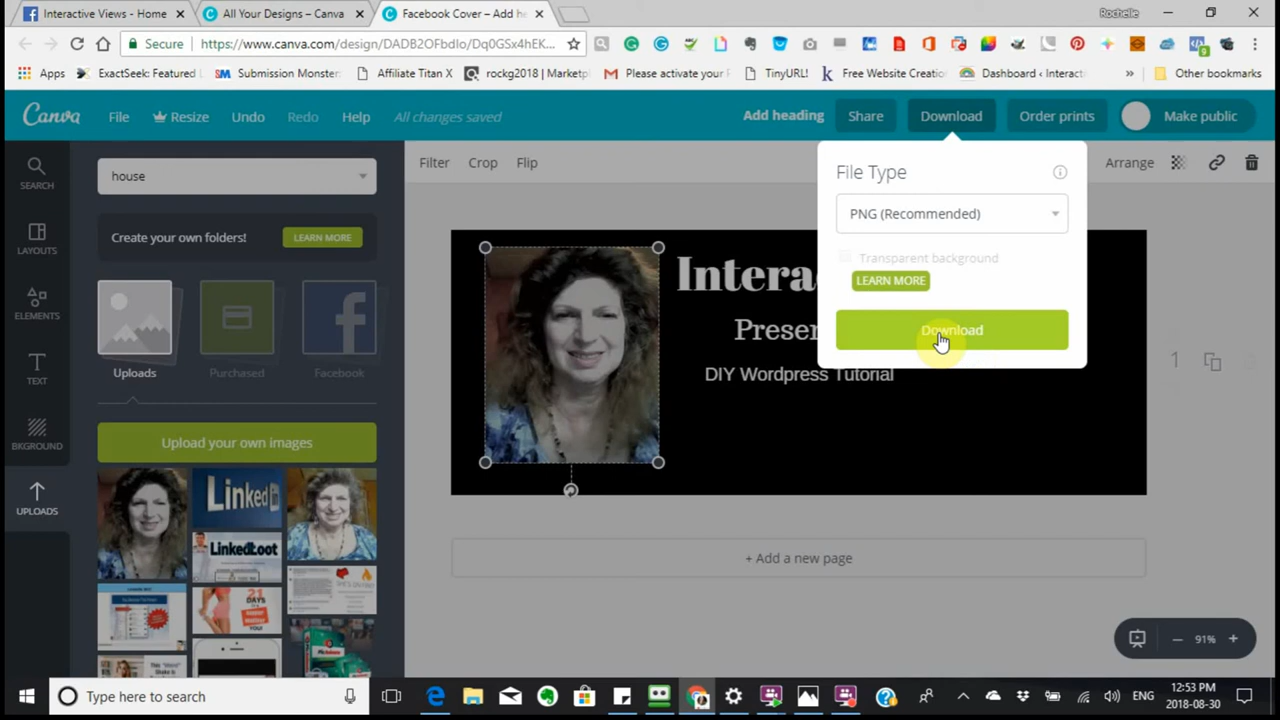 Interactive Views - Home
All Your Designs – Canva
Facebook Cover – Add he
Rochelle
Secure
https://www.canva.com/design/DADB2OFbdlo/Dq0GSx4hEK...
Apps
ExactSeek: Featured
Submission Monster
Affiliate Titan X
rockg2018 | Marketpl
Please activate your
TinyURL!
Free Website Creatio
Dashboard ‹ Interact
»
Other bookmarks
Canva
File
Resize
Undo
Redo
Help
All changes saved
Add heading
Share
Download
Order prints
Make public
SEARCH
LAYOUTS
ELEMENTS
TEXT
BKGROUND
UPLOADS
house
Create your own folders!
LEARN MORE
Uploads
Purchased
Facebook
Upload your own images
Linked in
LinkedLoot
21 DAYS
Filter
Crop
Flip
Arrange
File Type
PNG (Recommended)
Transparent background
LEARN MORE
Download
Interac
Presen
DIY Wordpress Tutorial
1
+ Add a new page
91%
Type here to search
ENG
12:53 PM
2018-08-30